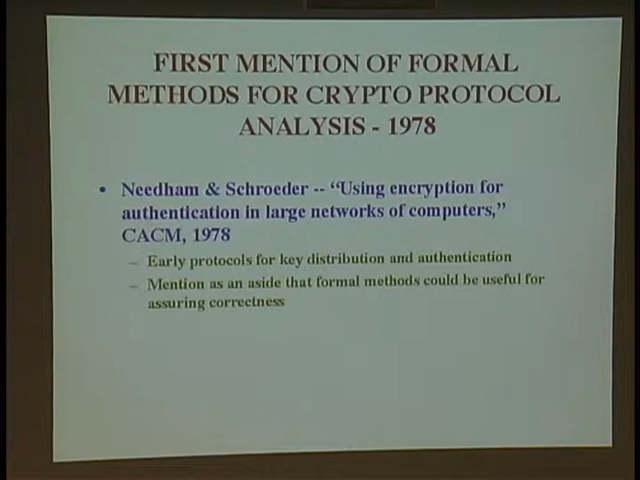 FIRST MENTION OF FORMAL
METHODS FOR CRYPTO PROTOCOL
ANALYSIS - 1978
• Needham & Schroeder -- “Using encryption for
authentication in large networks of computers,”
CACM, 1978
– Early protocols for key distribution and authentication
– Mention as an aside that formal methods could be useful for
assuring correctness